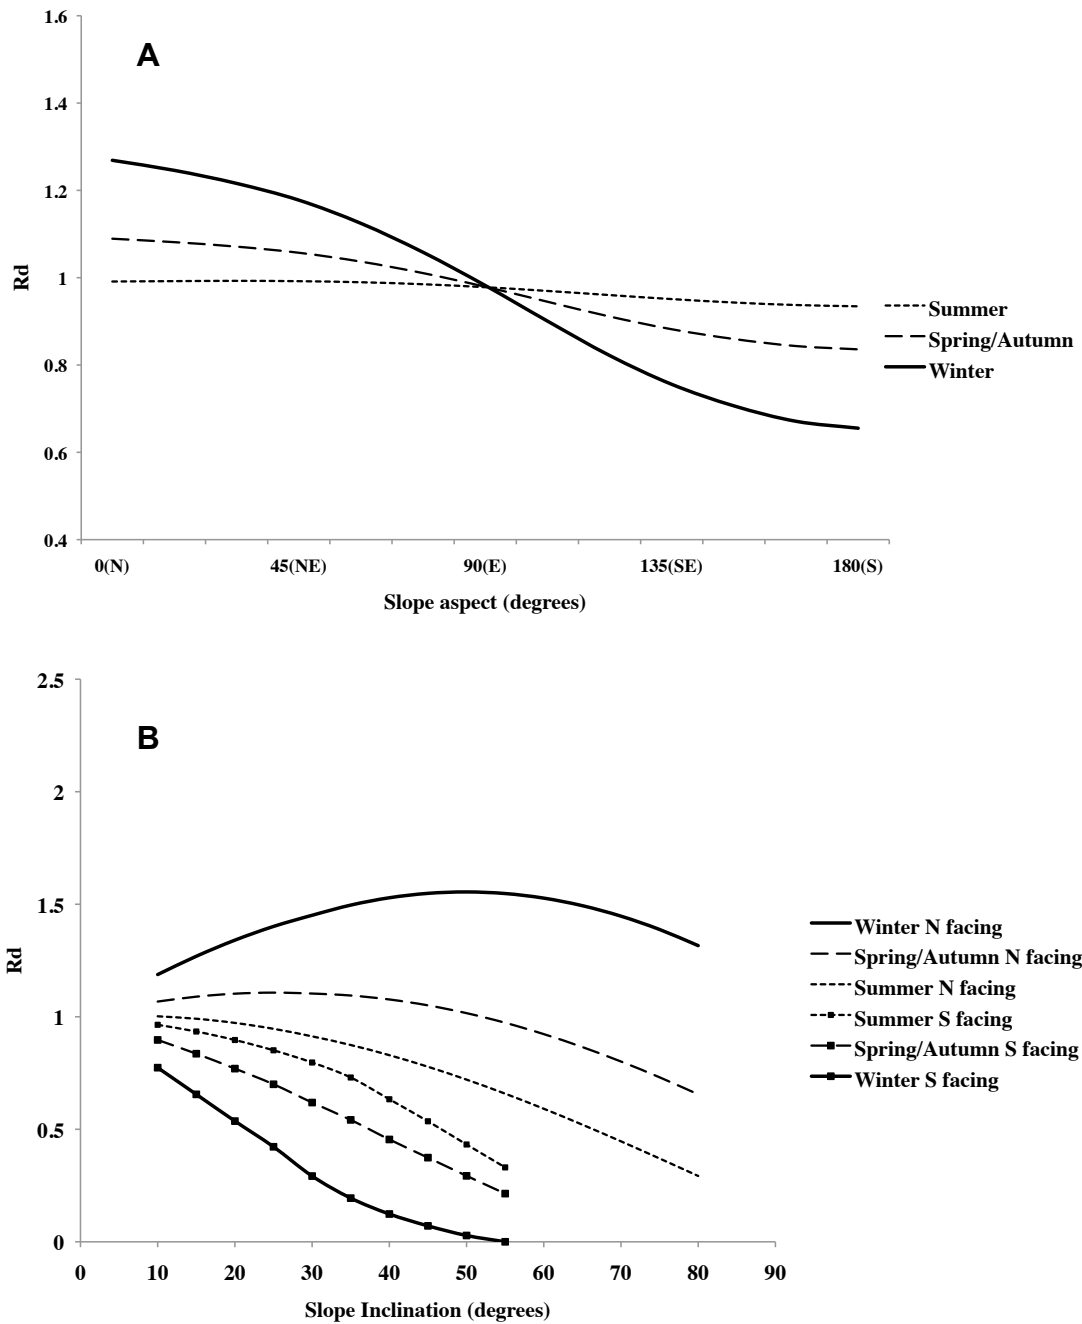 1.6
A
1.4
1.2
1
0.8
0.6
0.4
Rd
Summer
Spring/Autumn
Winter
0(N) 45(NE) 90(E) 135(SE) 180(S)
Slope aspect (degrees)
2.5
B
2
1.5
1
0.5
0
Rd
Winter N facing
Spring/Autumn N facing
Summer N facing
Summer S facing
Spring/Autumn S facing
Winter S facing
0 10 20 30 40 50 60 70 80 90
Slope Inclination (degrees)